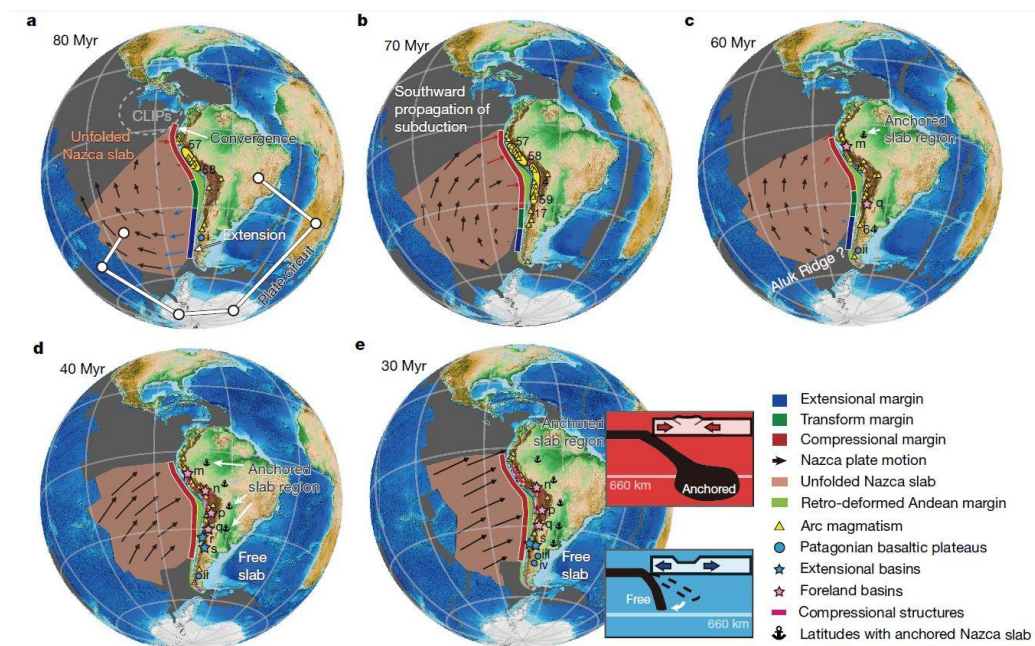 a
80 Myr
CLIPs
Unfolded
Nazca slab
Convergence
57
58
i
Extension
Plate circuit
b
70 Myr
Southward
propagation of
subduction
57
58
59
17
c
60 Myr
Anchored
slab region
m
q
64
ii
Aluk Ridge ?
d
40 Myr
m
Anchored
slab region
n
p
q
r
s
Free
slab
ii
e
30 Myr
Anchored
slab region
n
p
q
s
iii
iv
Free
slab
660 km
Anchored
Free
660 km
Extensional margin
Transform margin
Compressional margin
Nazca plate motion
Unfolded Nazca slab
Retro-deformed Andean margin
Arc magmatism
Patagonian basaltic plateaus
Extensional basins
Foreland basins
Compressional structures
Latitudes with anchored Nazca slab